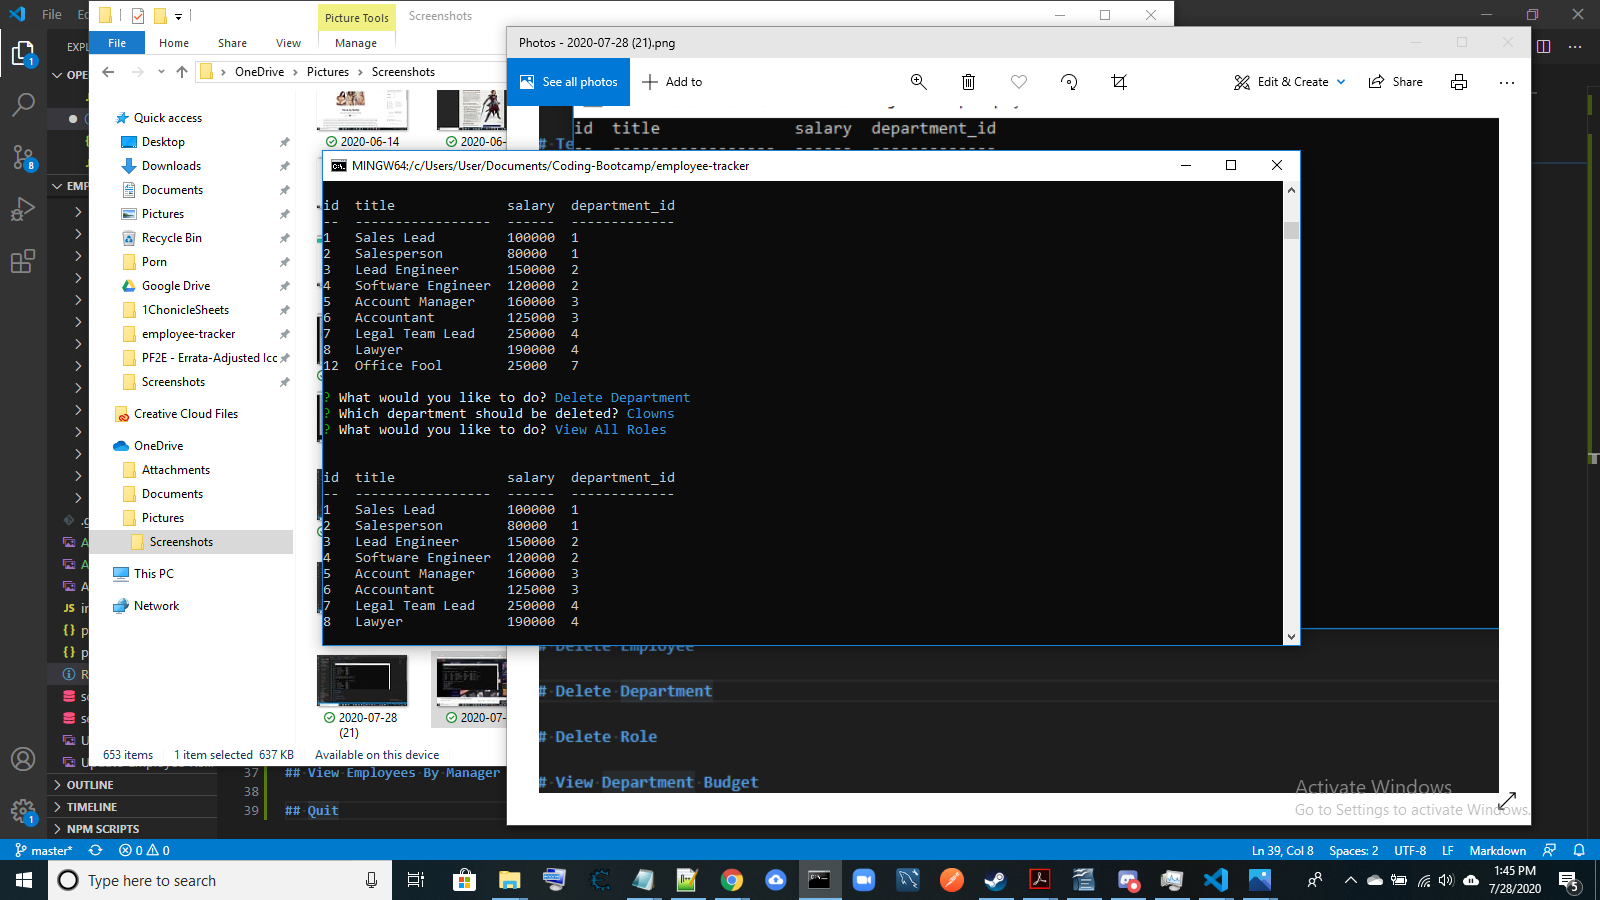 File
Picture Tools
Screenshots
File Home Share View Manage
OneDrive Pictures Screenshots
Photos - 2020-07-28 (21).png
See all photos Add to Edit & Create Share
id title salary department_id
# Te
MINGW64:/c/Users/User/Documents/Coding-Bootcamp/employee-tracker
id title salary department_id
-- ----------------- ------ -------------
1 Sales Lead 100000 1
2 Salesperson 80000 1
3 Lead Engineer 150000 2
4 Software Engineer 120000 2
5 Account Manager 160000 3
6 Accountant 125000 3
7 Legal Team Lead 250000 4
8 Lawyer 190000 4
12 Office Fool 25000 7
? What would you like to do? Delete Department
? Which department should be deleted? Clowns
? What would you like to do? View All Roles
id title salary department_id
-- ----------------- ------ -------------
1 Sales Lead 100000 1
2 Salesperson 80000 1
3 Lead Engineer 150000 2
4 Software Engineer 120000 2
5 Account Manager 160000 3
6 Accountant 125000 3
7 Legal Team Lead 250000 4
8 Lawyer 190000 4
Quick access
Desktop
Downloads
Documents
Pictures
Recycle Bin
Porn
Google Drive
1ChonicleSheets
employee-tracker
PF2E - Errata-Adjusted Icc
Screenshots
Creative Cloud Files
OneDrive
Attachments
Documents
Pictures
Screenshots
This PC
Network
2020-06-14
2020-06-
2020-07-28
(21)
2020-07-
653 items 1 item selected 637 KB Available on this device
# Delete Employee
# Delete Department
# Delete Role
# View Department Budget
37 ## View Employees By Manager
38
39 ## Quit
Activate Windows
Go to Settings to activate Windows.
OUTLINE
TIMELINE
NPM SCRIPTS
master* 0 0 Ln 39, Col 8 Spaces: 2 UTF-8 LF Markdown
Type here to search
1:45 PM
7/28/2020
5